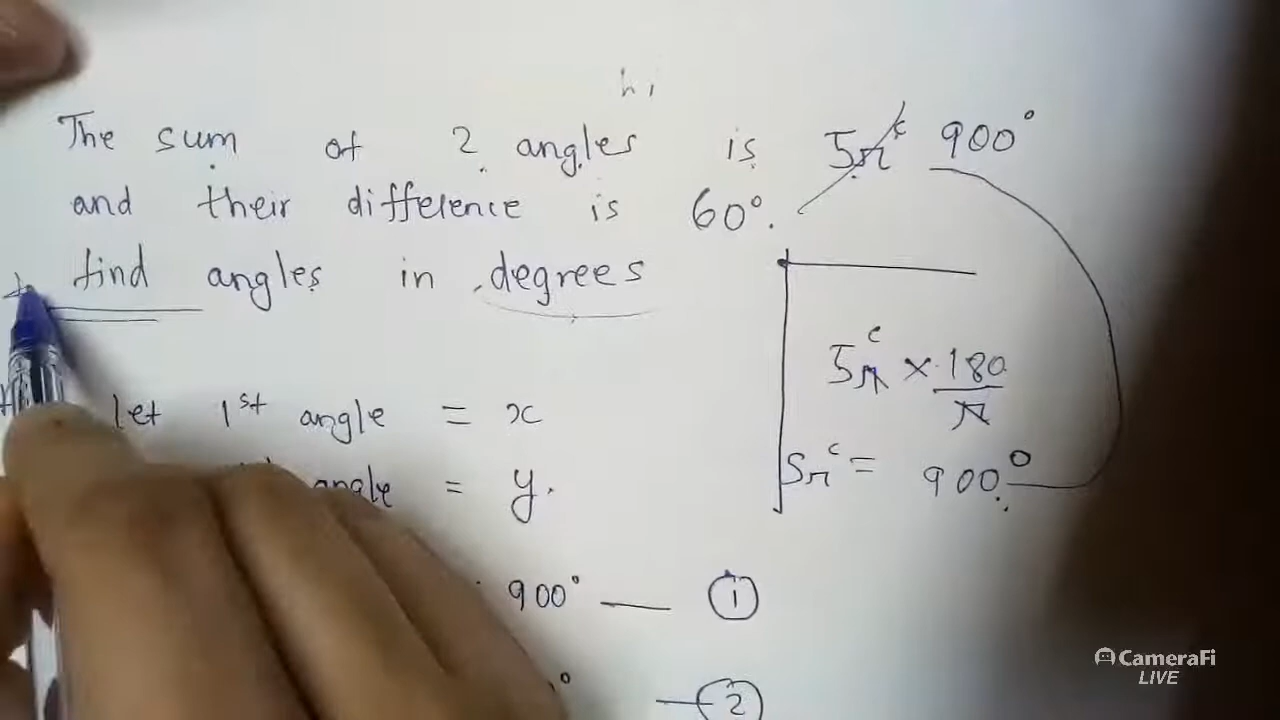 hi
The sum of 2 angles is 5π^c 900°
and their difference is 60°.
find angles in degrees
5π^c × 180/π
5π^c = 900°
let 1st angle = x
angle = y.
900° — ①
° — ②
CameraFi
LIVE